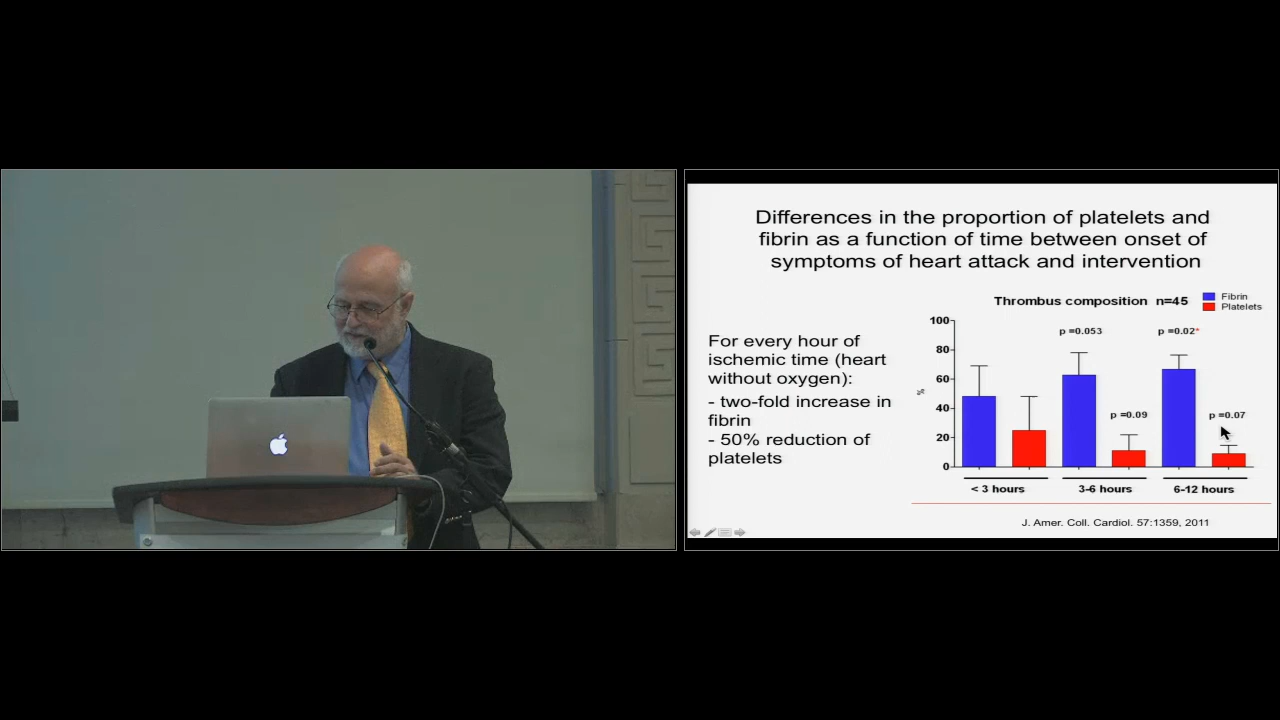 Differences in the proportion of platelets and
fibrin as a function of time between onset of
symptoms of heart attack and intervention
For every hour of
ischemic time (heart
without oxygen):
- two-fold increase in
fibrin
- 50% reduction of
platelets
Thrombus composition n=45
Fibrin
Platelets
100
80
60
40
20
0
%
p =0.053
p =0.02*
p =0.09
p =0.07
< 3 hours
3-6 hours
6-12 hours
J. Amer. Coll. Cardiol. 57:1359, 2011